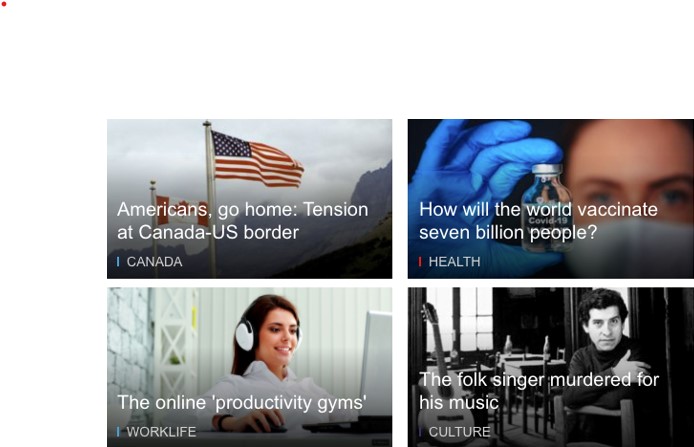 Americans, go home: Tension
at Canada-US border
CANADA
How will the world vaccinate
seven billion people?
Covid-19
HEALTH
The online 'productivity gyms'
WORKLIFE
The folk singer murdered for
his music
CULTURE